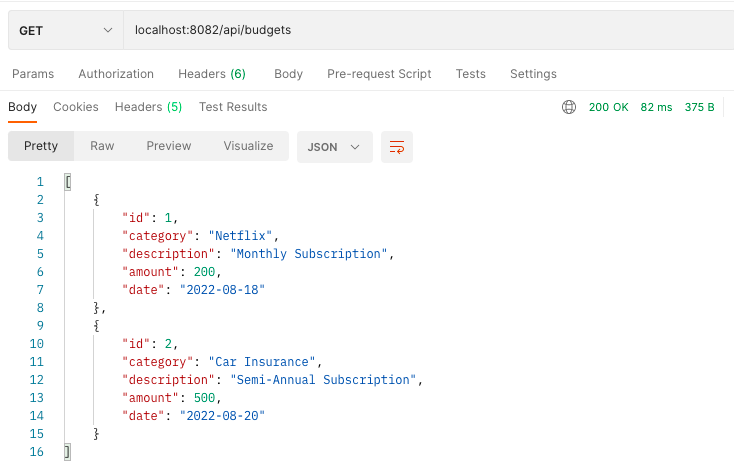 GET localhost:8082/api/budgets
Params Authorization Headers (6) Body Pre-request Script Tests Settings
Body Cookies Headers (5) Test Results 200 OK 82 ms 375 B
Pretty Raw Preview Visualize JSON
1 [
2 {
3 "id": 1,
4 "category": "Netflix",
5 "description": "Monthly Subscription",
6 "amount": 200,
7 "date": "2022-08-18"
8 },
9 {
10 "id": 2,
11 "category": "Car Insurance",
12 "description": "Semi-Annual Subscription",
13 "amount": 500,
14 "date": "2022-08-20"
15 }
16 ]